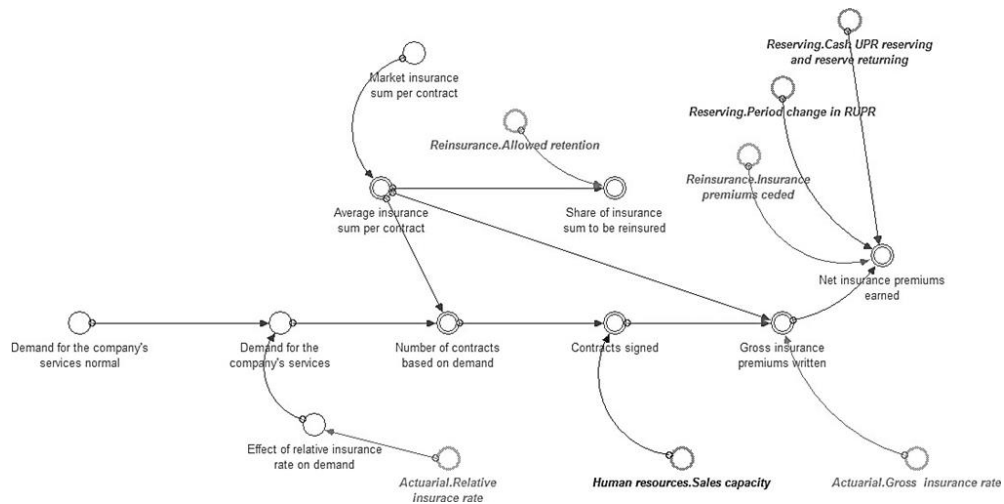 Reserving.Cash UPR reserving
and reserve returning
Market insurance
sum per contract
Reserving.Period change in RUPR
Reinsurance.Allowed retention
Reinsurance.Insurance
premiums ceded
Average insurance
sum per contract
Share of insurance
sum to be reinsured
Net insurance premiums
earned
Demand for the company's
services normal
Demand for the
company's services
Number of contracts
based on demand
Contracts signed
Gross insurance
premiums written
Effect of relative insurance
rate on demand
Actuarial.Relative
insurace rate
Human resources.Sales capacity
Actuarial.Gross insurance rate